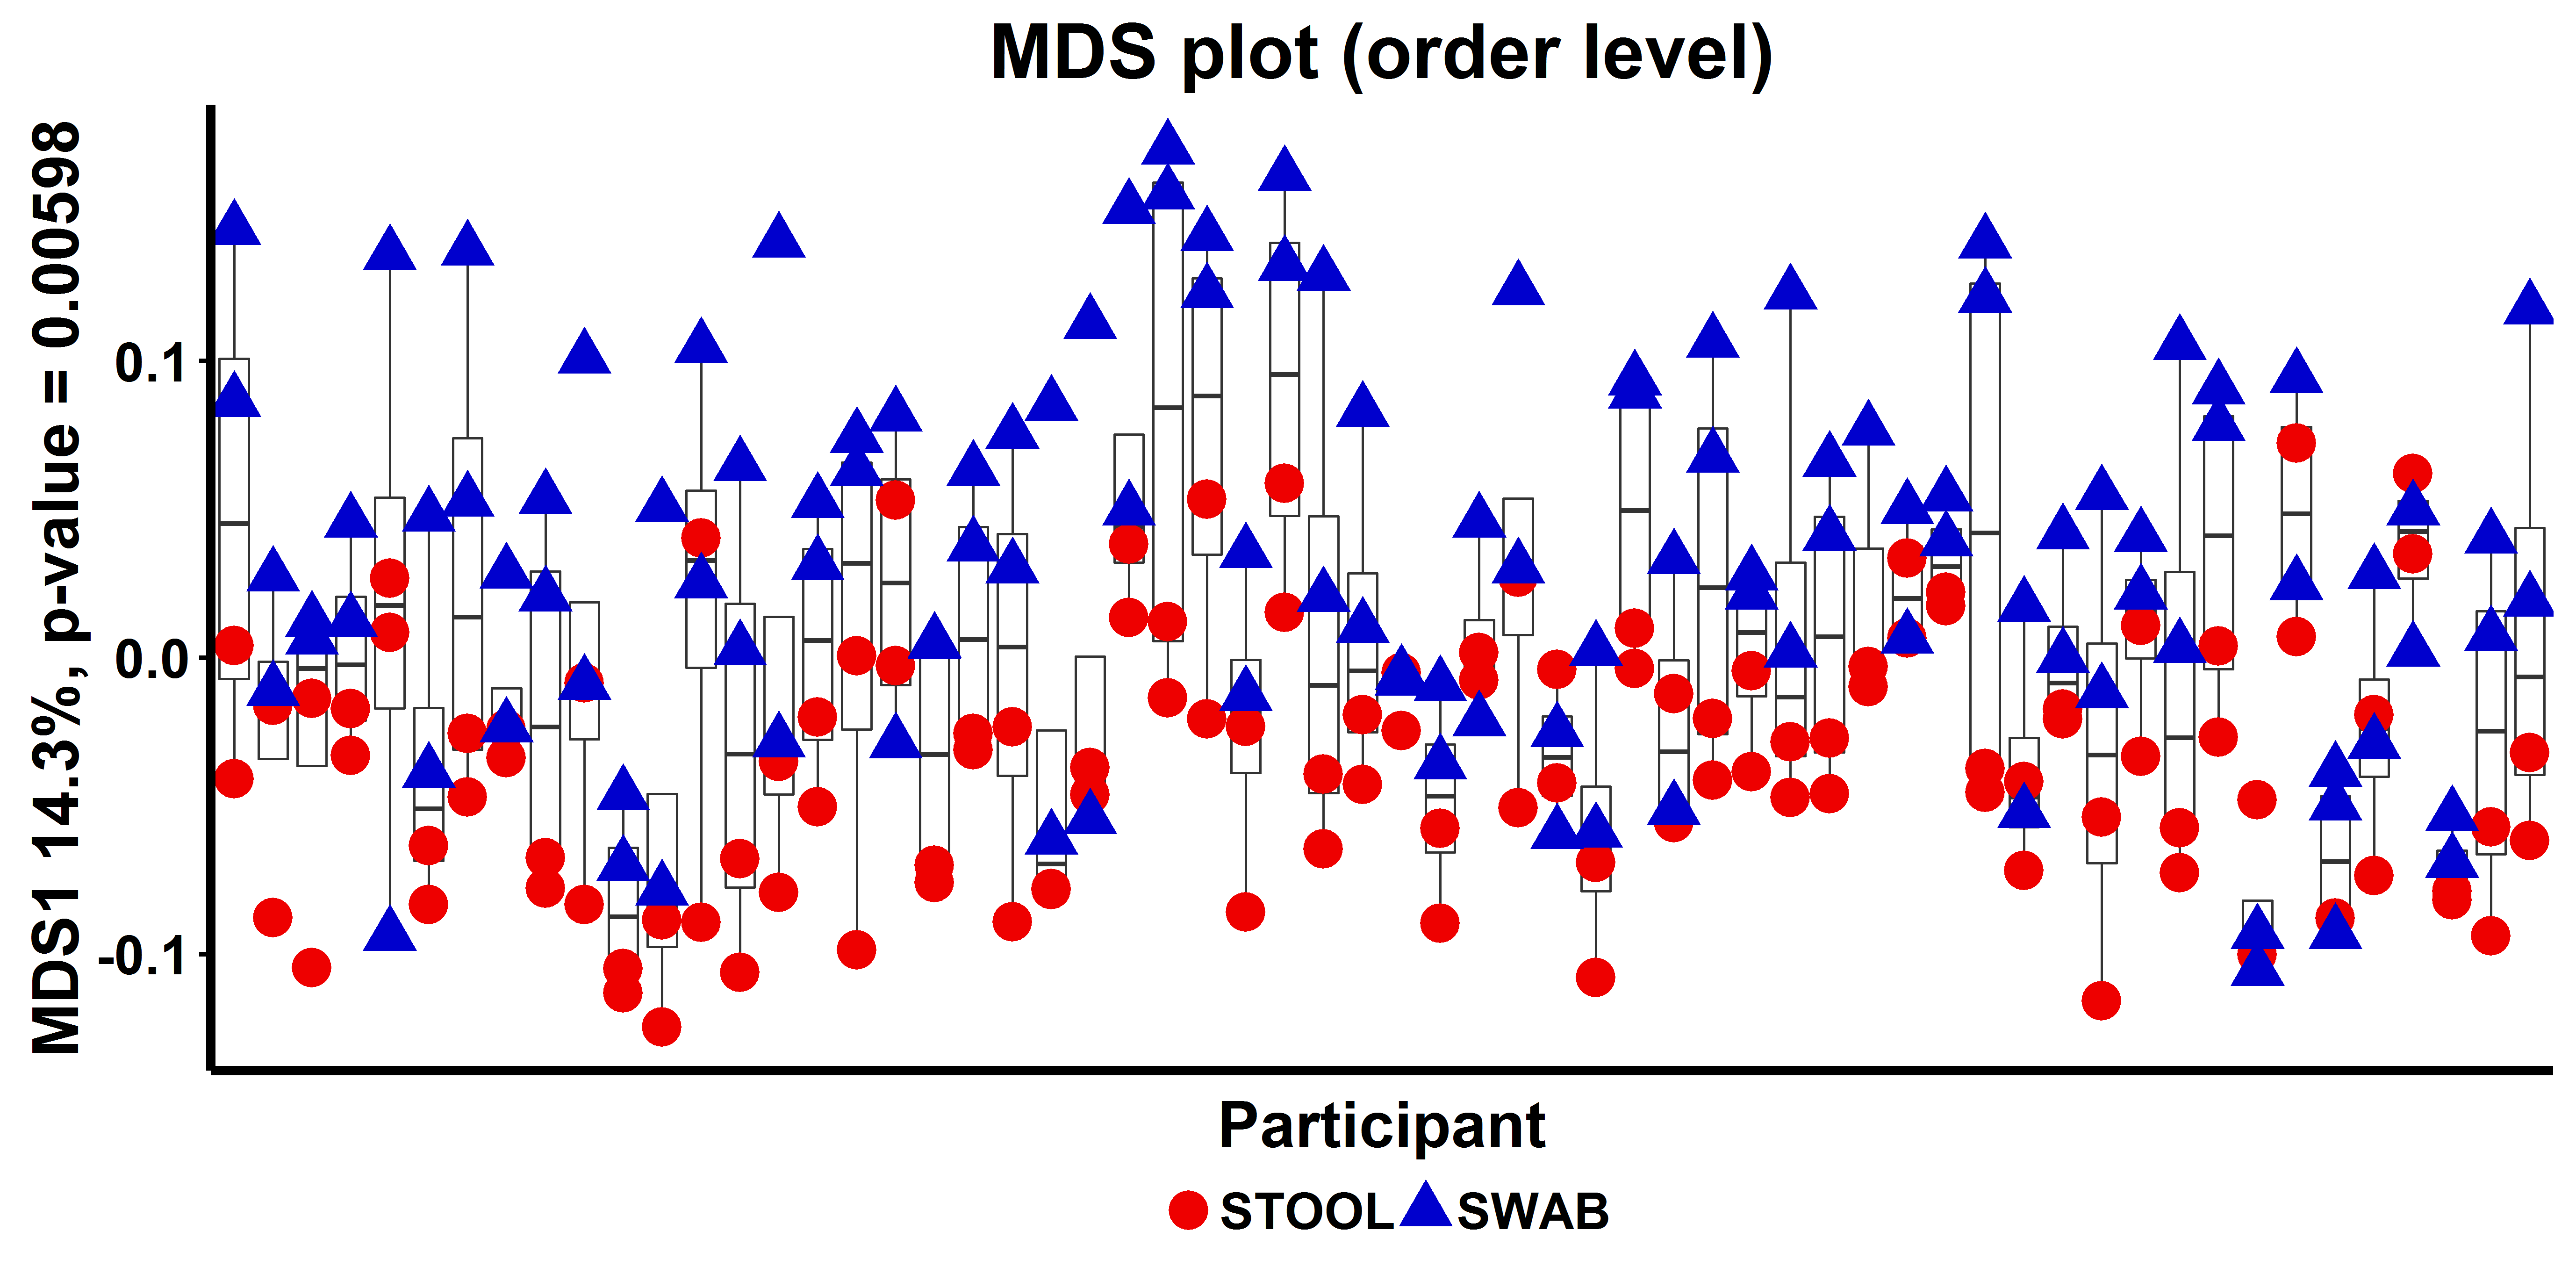 MDS plot (order level)
MDS1 14.3%, p-value = 0.00598
0.1
0.0
-0.1
Participant
STOOL SWAB